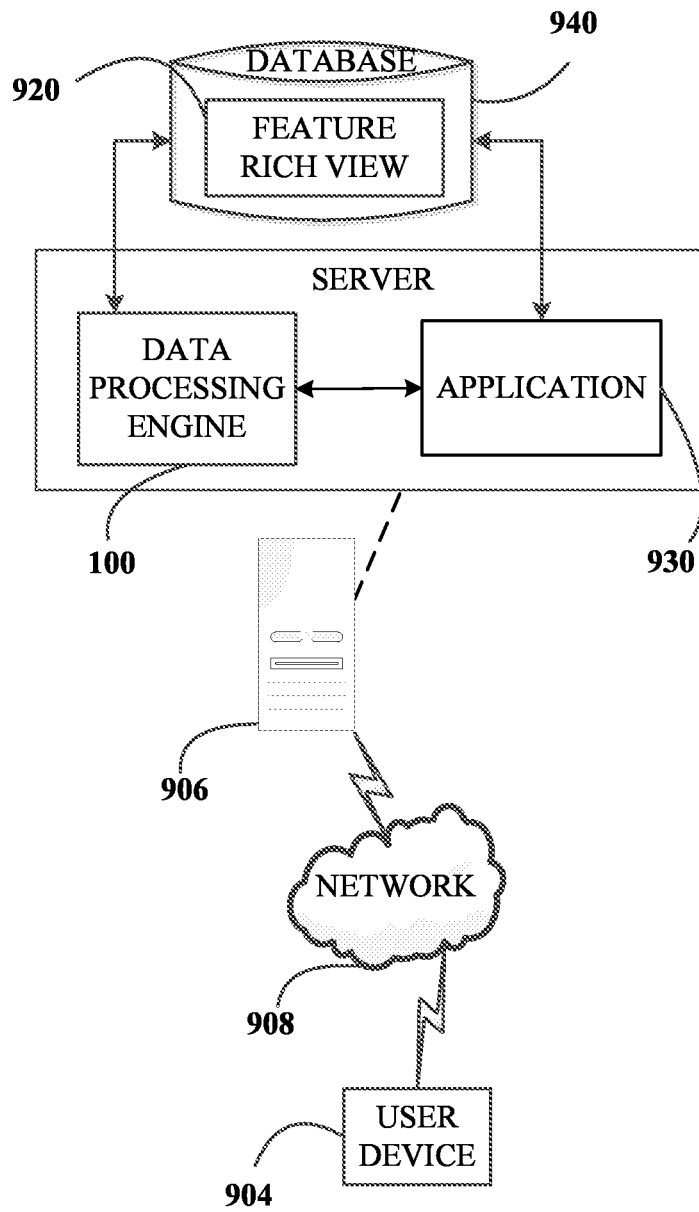 940
DATABASE
920
FEATURE
RICH VIEW
SERVER
DATA
PROCESSING
ENGINE
APPLICATION
100
930
906
NETWORK
908
USER
DEVICE
904